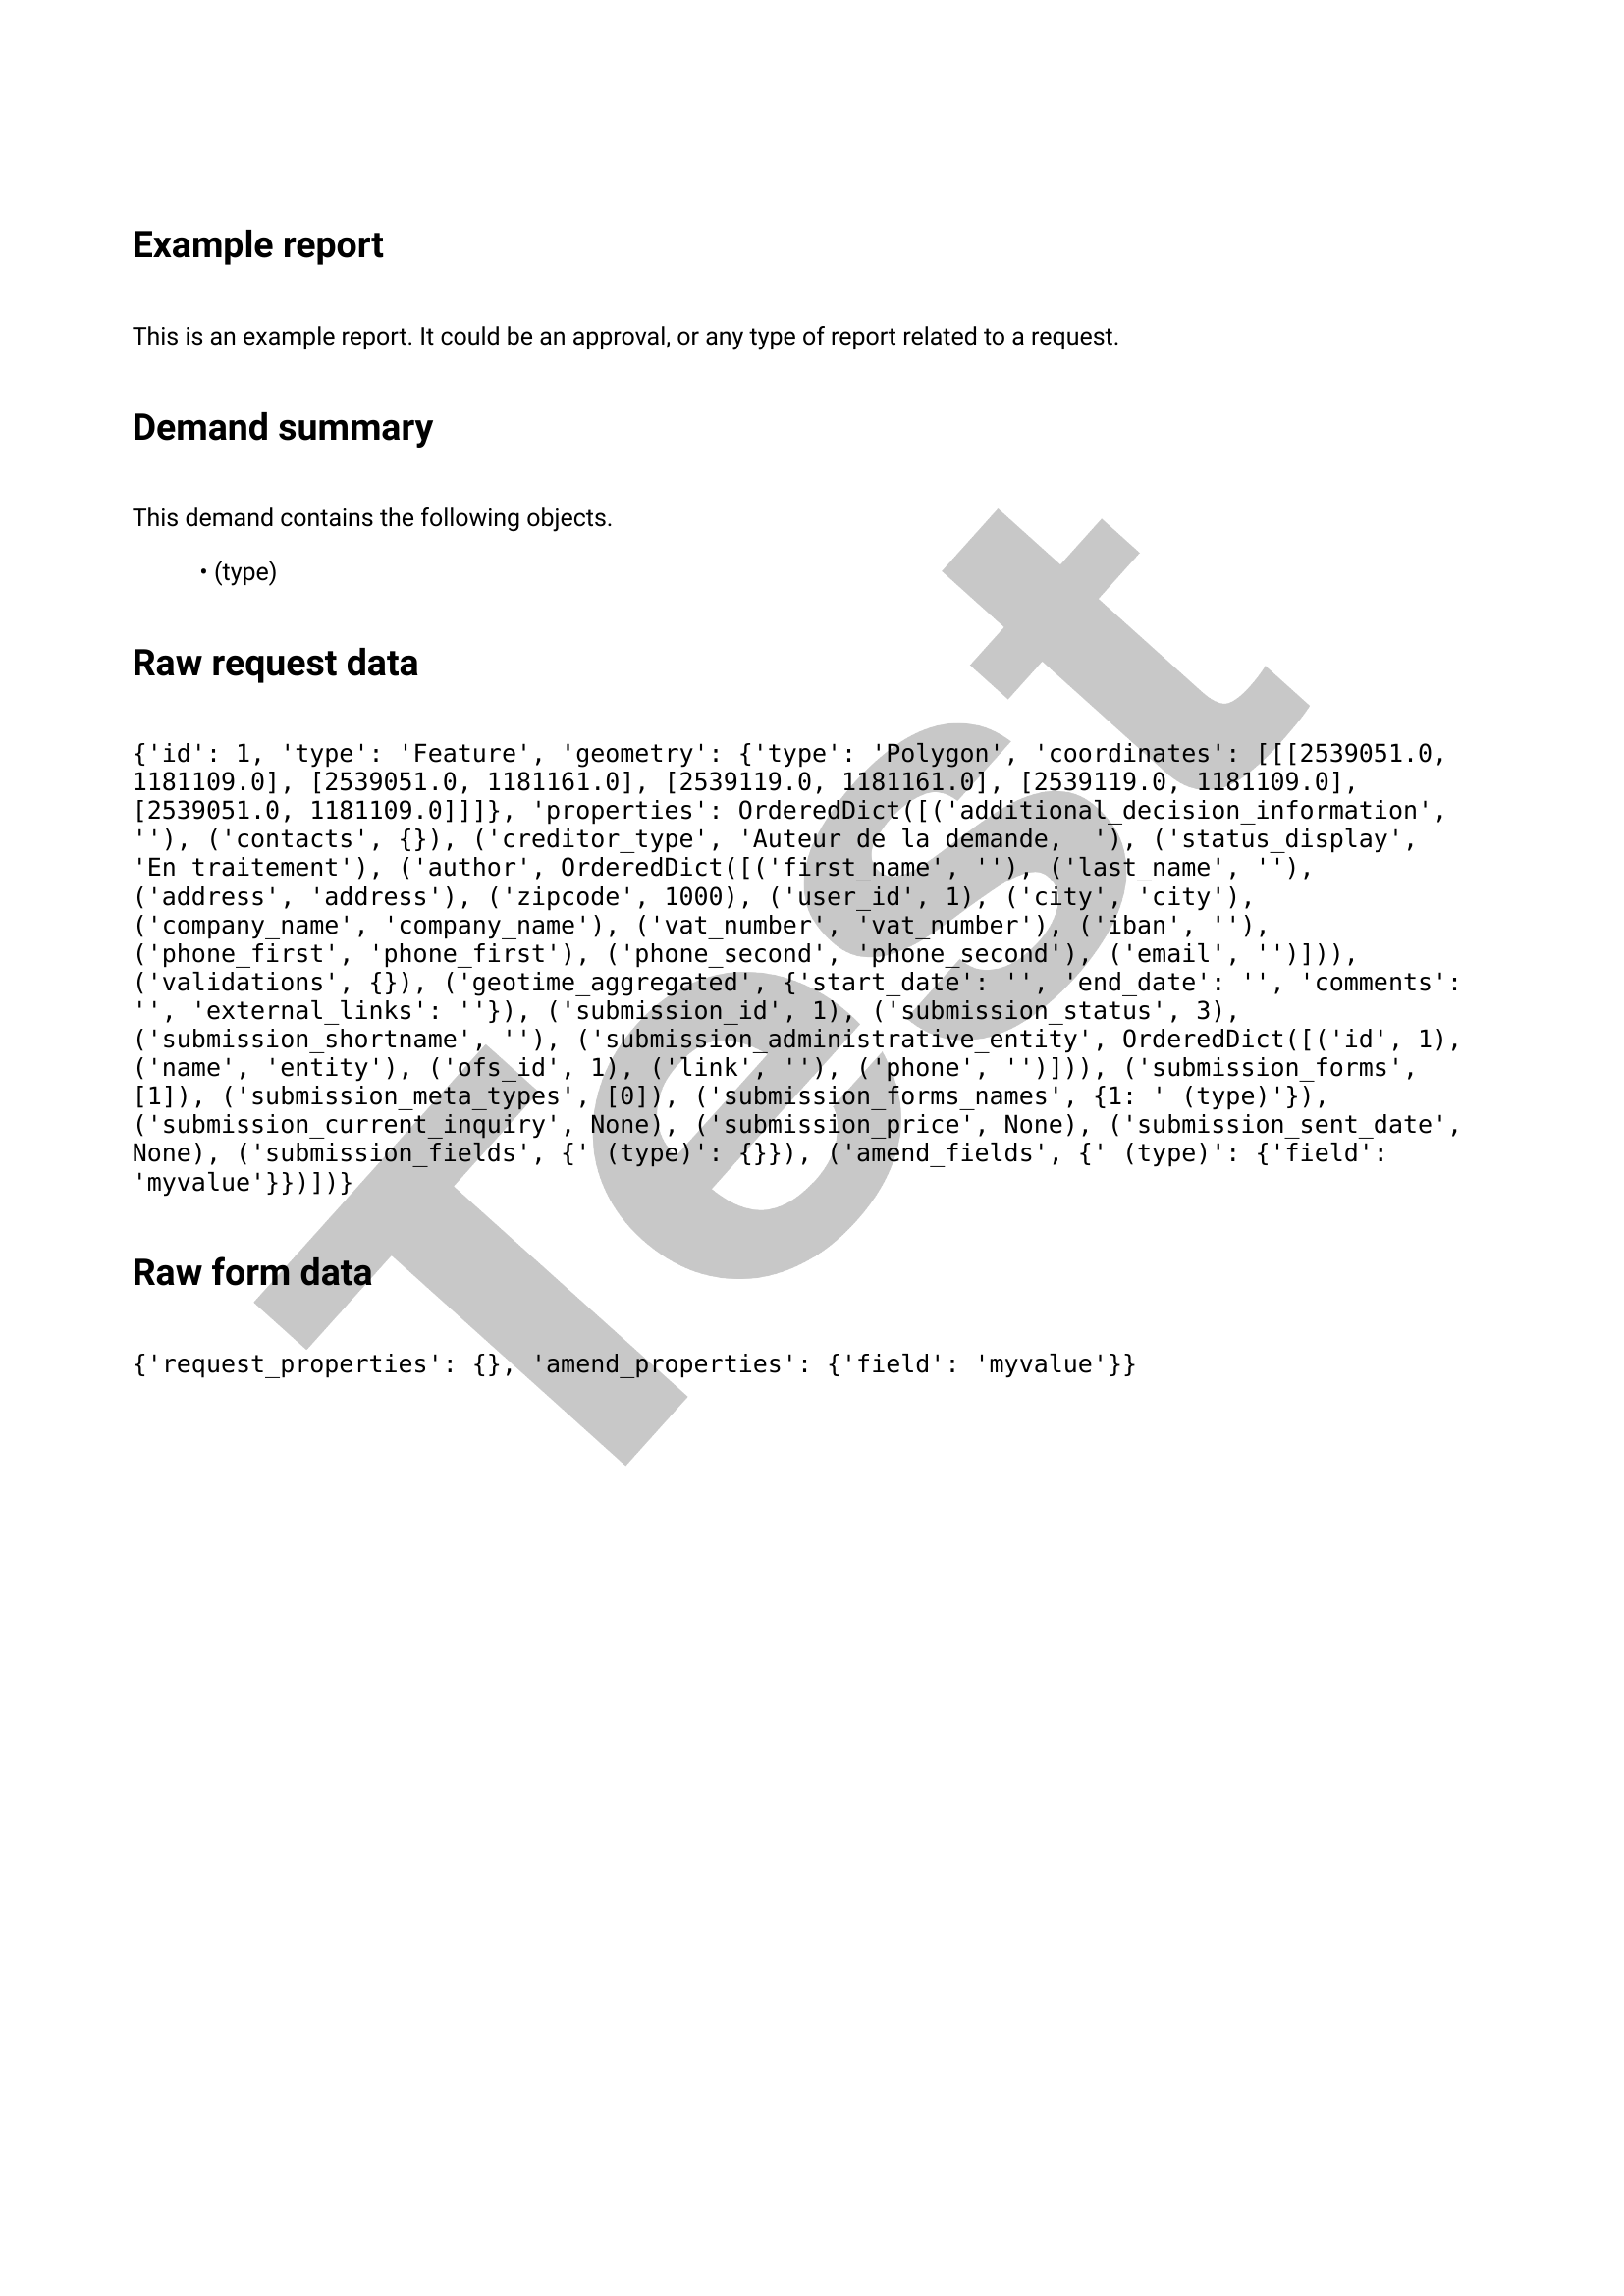 Example report
This is an example report. It could be an approval, or any type of report related to a request.
Demand summary
This demand contains the following objects.
• (type)
Raw request data
{'id': 1, 'type': 'Feature', 'geometry': {'type': 'Polygon', 'coordinates': [[[2539051.0,
1181109.0], [2539051.0, 1181161.0], [2539119.0, 1181161.0], [2539119.0, 1181109.0],
[2539051.0, 1181109.0]]]}, 'properties': OrderedDict([('additional_decision_information',
''), ('contacts', {}), ('creditor_type', 'Auteur de la demande,  '), ('status_display',
'En traitement'), ('author', OrderedDict([('first_name', ''), ('last_name', ''),
('address', 'address'), ('zipcode', 1000), ('user_id', 1), ('city', 'city'),
('company_name', 'company_name'), ('vat_number', 'vat_number'), ('iban', ''),
('phone_first', 'phone_first'), ('phone_second', 'phone_second'), ('email', '')])),
('validations', {}), ('geotime_aggregated', {'start_date': '', 'end_date': '', 'comments':
'', 'external_links': ''}), ('submission_id', 1), ('submission_status', 3),
('submission_shortname', ''), ('submission_administrative_entity', OrderedDict([('id', 1),
('name', 'entity'), ('ofs_id', 1), ('link', ''), ('phone', '')])), ('submission_forms',
[1]), ('submission_meta_types', [0]), ('submission_forms_names', {1: ' (type)'}),
('submission_current_inquiry', None), ('submission_price', None), ('submission_sent_date',
None), ('submission_fields', {' (type)': {}}), ('amend_fields', {' (type)': {'field':
'myvalue'}})])}
Raw form data
{'request_properties': {}, 'amend_properties': {'field': 'myvalue'}}
Test